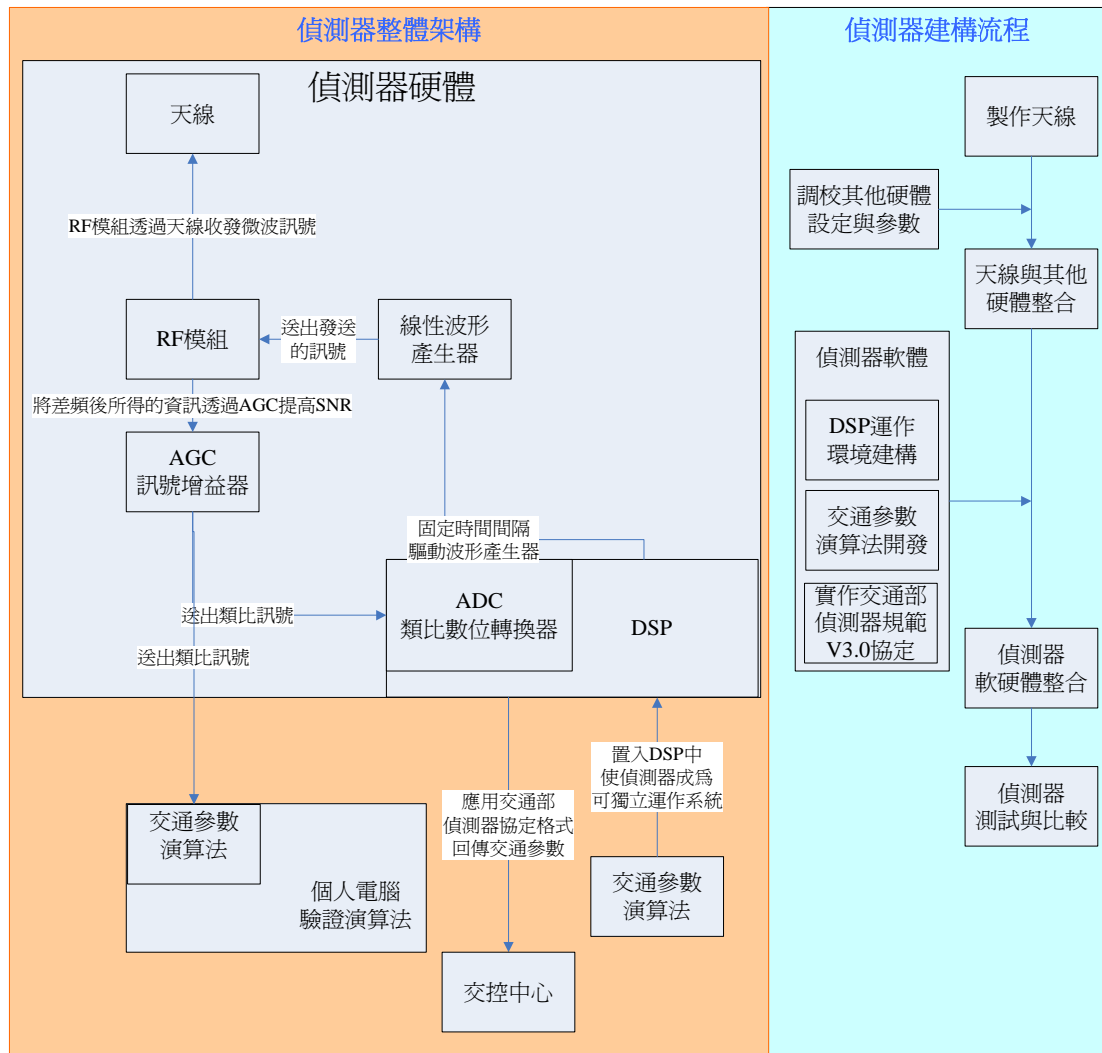 偵測器整體架構
偵測器硬體
天線
RF模組透過天線收發微波訊號
RF模組
送出發送
的訊號
線性波形
產生器
將差頻後所得的資訊透過AGC提高SNR
AGC
訊號增益器
固定時間間隔
驅動波形產生器
ADC
類比數位轉換器
DSP
送出類比訊號
送出類比訊號
交通參數
演算法
個人電腦
驗證演算法
應用交通部
偵測器協定格式
回傳交通參數
置入DSP中
使偵測器成爲
可獨立運作系統
交通參數
演算法
交控中心
偵測器建構流程
製作天線
調校其他硬體
設定與參數
天線與其他
硬體整合
偵測器軟體
DSP運作
環境建構
交通參數
演算法開發
實作交通部
偵測器規範
V3.0協定
偵測器
軟硬體整合
偵測器
測試與比較